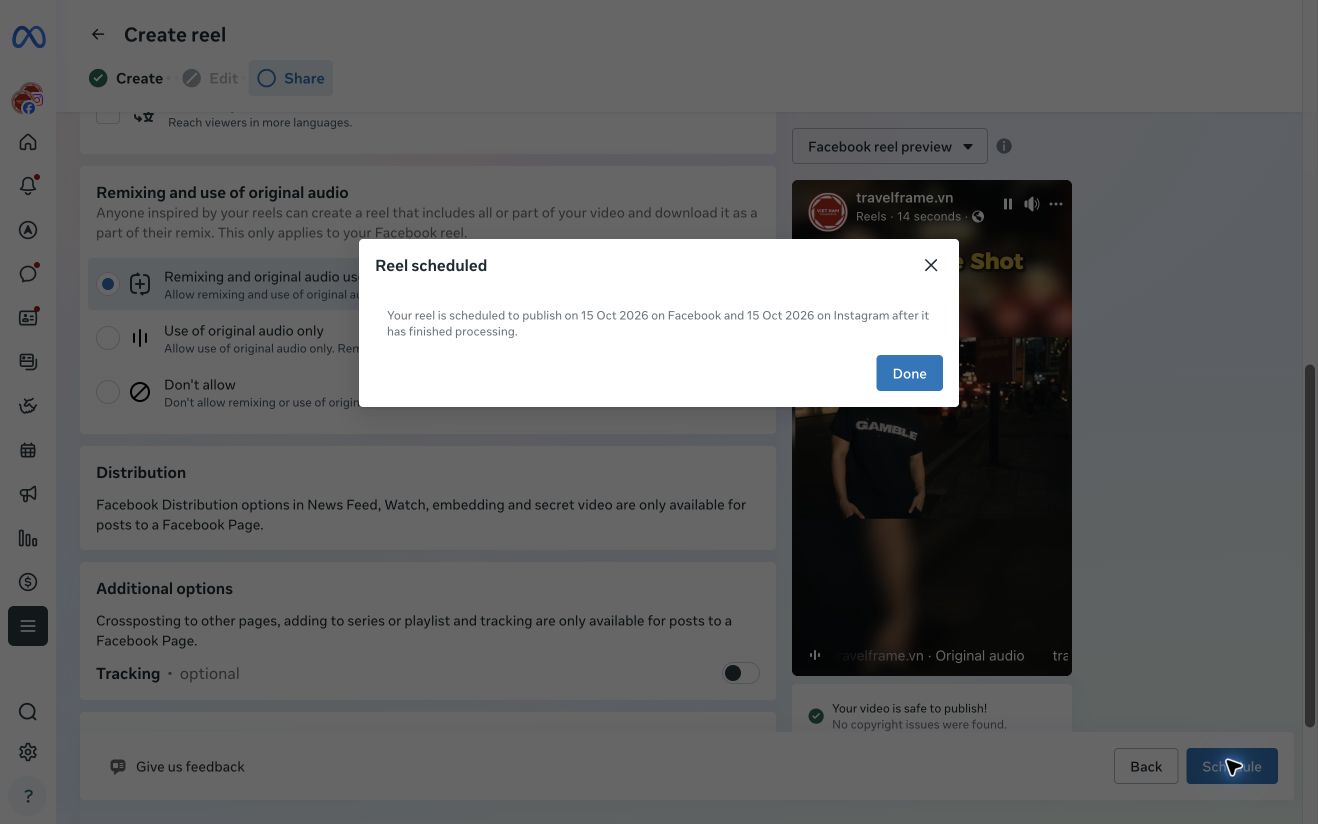 Create reel
Create
Edit
Share
Reach viewers in more languages.
Remixing and use of original audio
Anyone inspired by your reels can create a reel that includes all or part of your video and download it as a
part of their remix. This only applies to your Facebook reel.
Remixing and original audio us
Allow remixing and use of original au
Use of original audio only
Allow use of original audio only. Rem
Don't allow
Don't allow remixing or use of origin
Distribution
Facebook Distribution options in News Feed, Watch, embedding and secret video are only available for
posts to a Facebook Page.
Additional options
Crossposting to other pages, adding to series or playlist and tracking are only available for posts to a
Facebook Page.
Tracking · optional
Give us feedback
Reel scheduled
Your reel is scheduled to publish on 15 Oct 2026 on Facebook and 15 Oct 2026 on Instagram after it
has finished processing.
Done
Facebook reel preview
travelframe.vn
Reels · 14 seconds ·
VIET NAM
Shot
GAMBLE
ravelframe.vn · Original audio
tra
Your video is safe to publish!
No copyright issues were found.
Back
Schedule